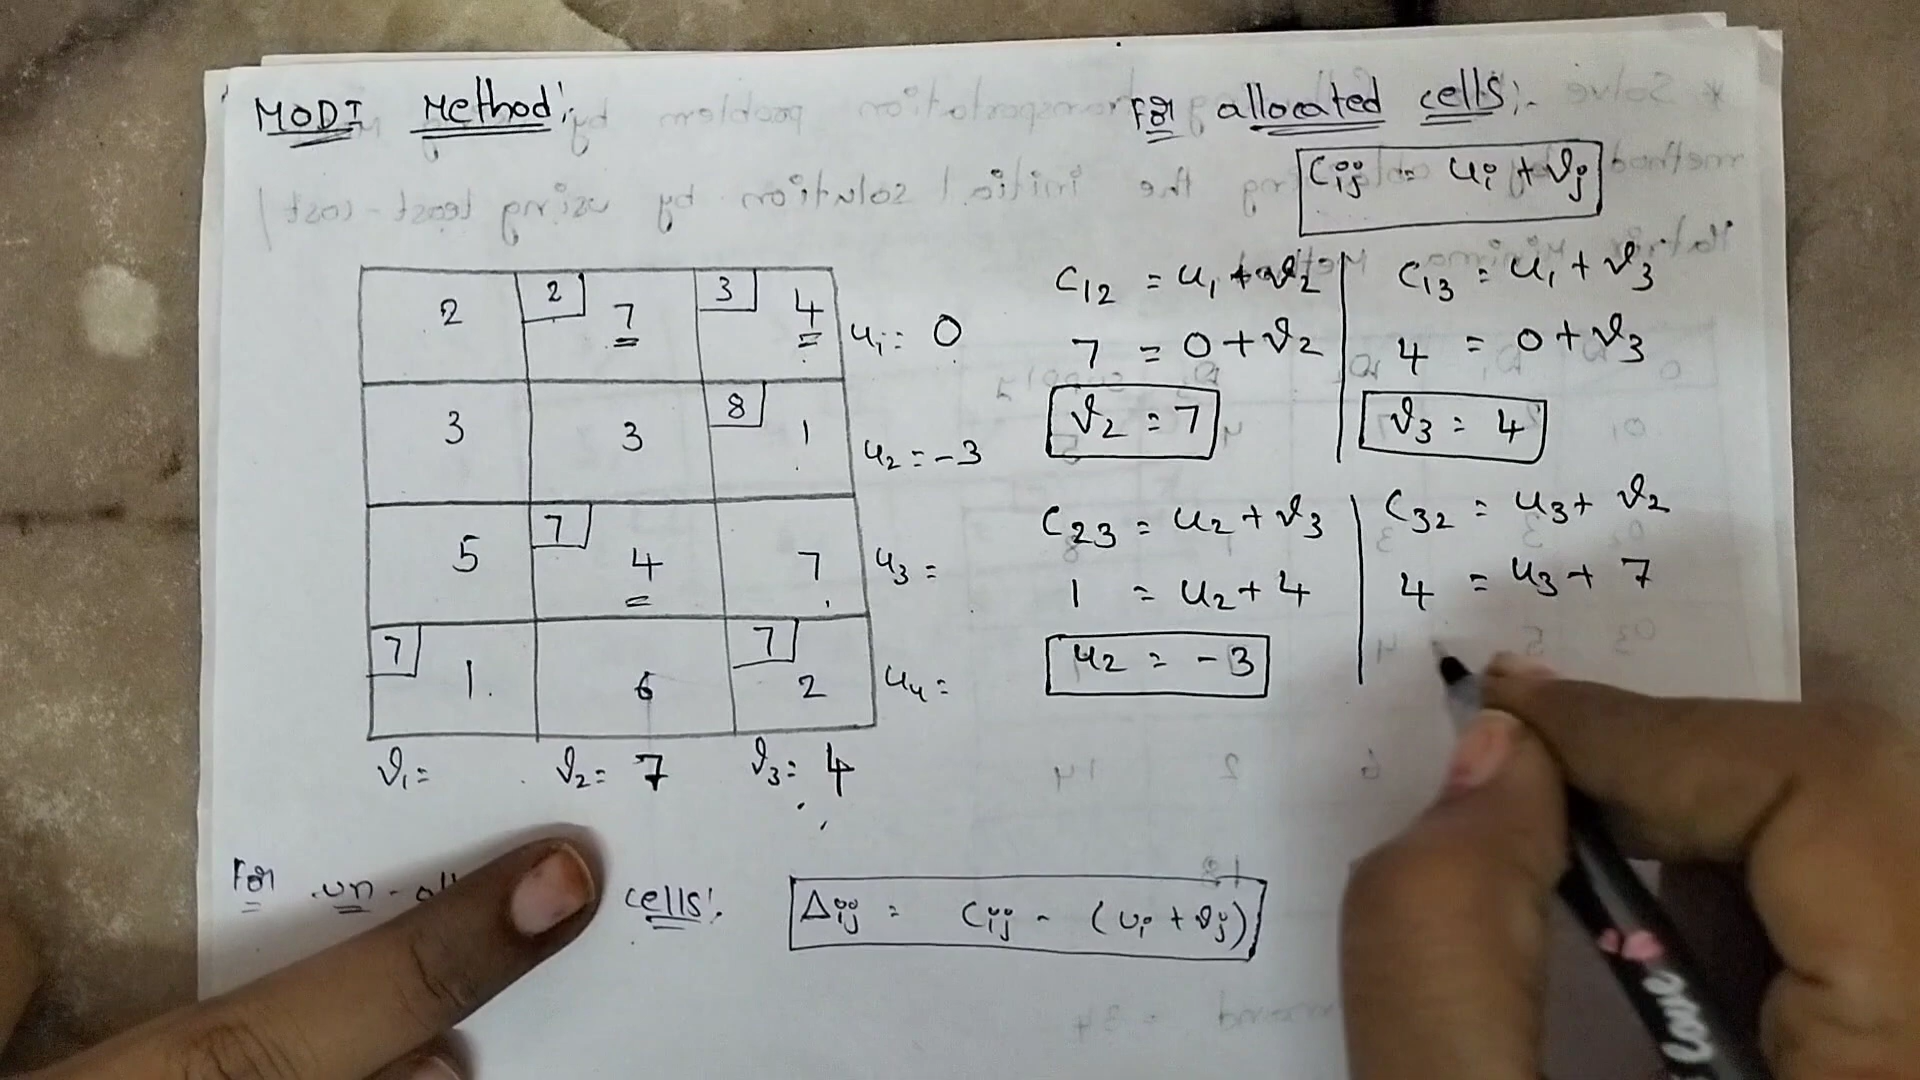 MODI Method:
For allocated cells:-
Cij = ui + vj
2 2 7 3 4 u1 = 0
3 3 8 1 u2 = -3
5 7 4 7 u3 =
7 1 6 7 2 u4 =
v1 = v2 = 7 v3 = 4
C12 = u1 + v2
7 = 0 + v2
v2 = 7
C13 = u1 + v3
4 = 0 + v3
v3 = 4
C23 = u2 + v3
1 = u2 + 4
u2 = -3
C32 = u3 + v2
4 = u3 + 7
For un- cells:
Δij = Cij - (ui + vj)
Love